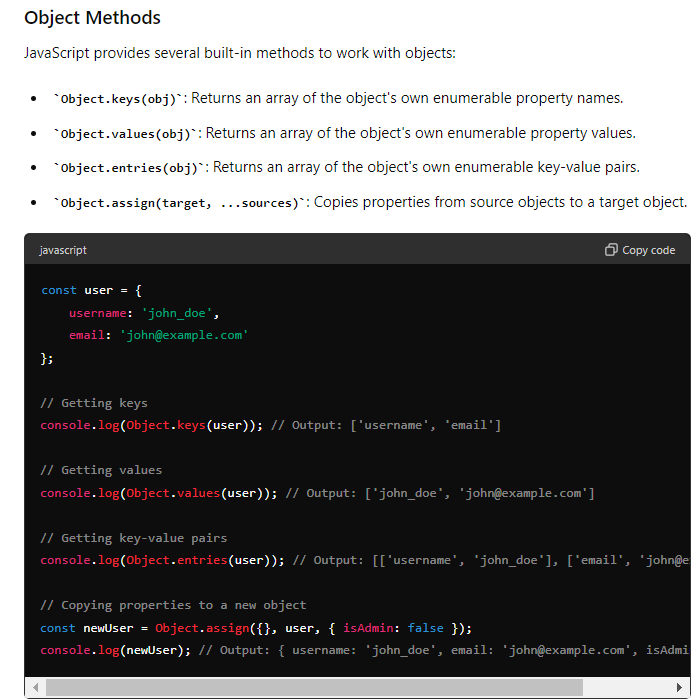 Object Methods
JavaScript provides several built-in methods to work with objects:
• `Object.keys(obj)`: Returns an array of the object's own enumerable property names.
• `Object.values(obj)`: Returns an array of the object's own enumerable property values.
• `Object.entries(obj)`: Returns an array of the object's own enumerable key-value pairs.
• `Object.assign(target, ...sources)`: Copies properties from source objects to a target object.
javascript Copy code
const user = {
    username: 'john_doe',
    email: 'john@example.com'
};
// Getting keys
console.log(Object.keys(user)); // Output: ['username', 'email']
// Getting values
console.log(Object.values(user)); // Output: ['john_doe', 'john@example.com']
// Getting key-value pairs
console.log(Object.entries(user)); // Output: [['username', 'john_doe'], ['email', 'john@e
// Copying properties to a new object
const newUser = Object.assign({}, user, { isAdmin: false });
console.log(newUser); // Output: { username: 'john_doe', email: 'john@example.com', isAdmi